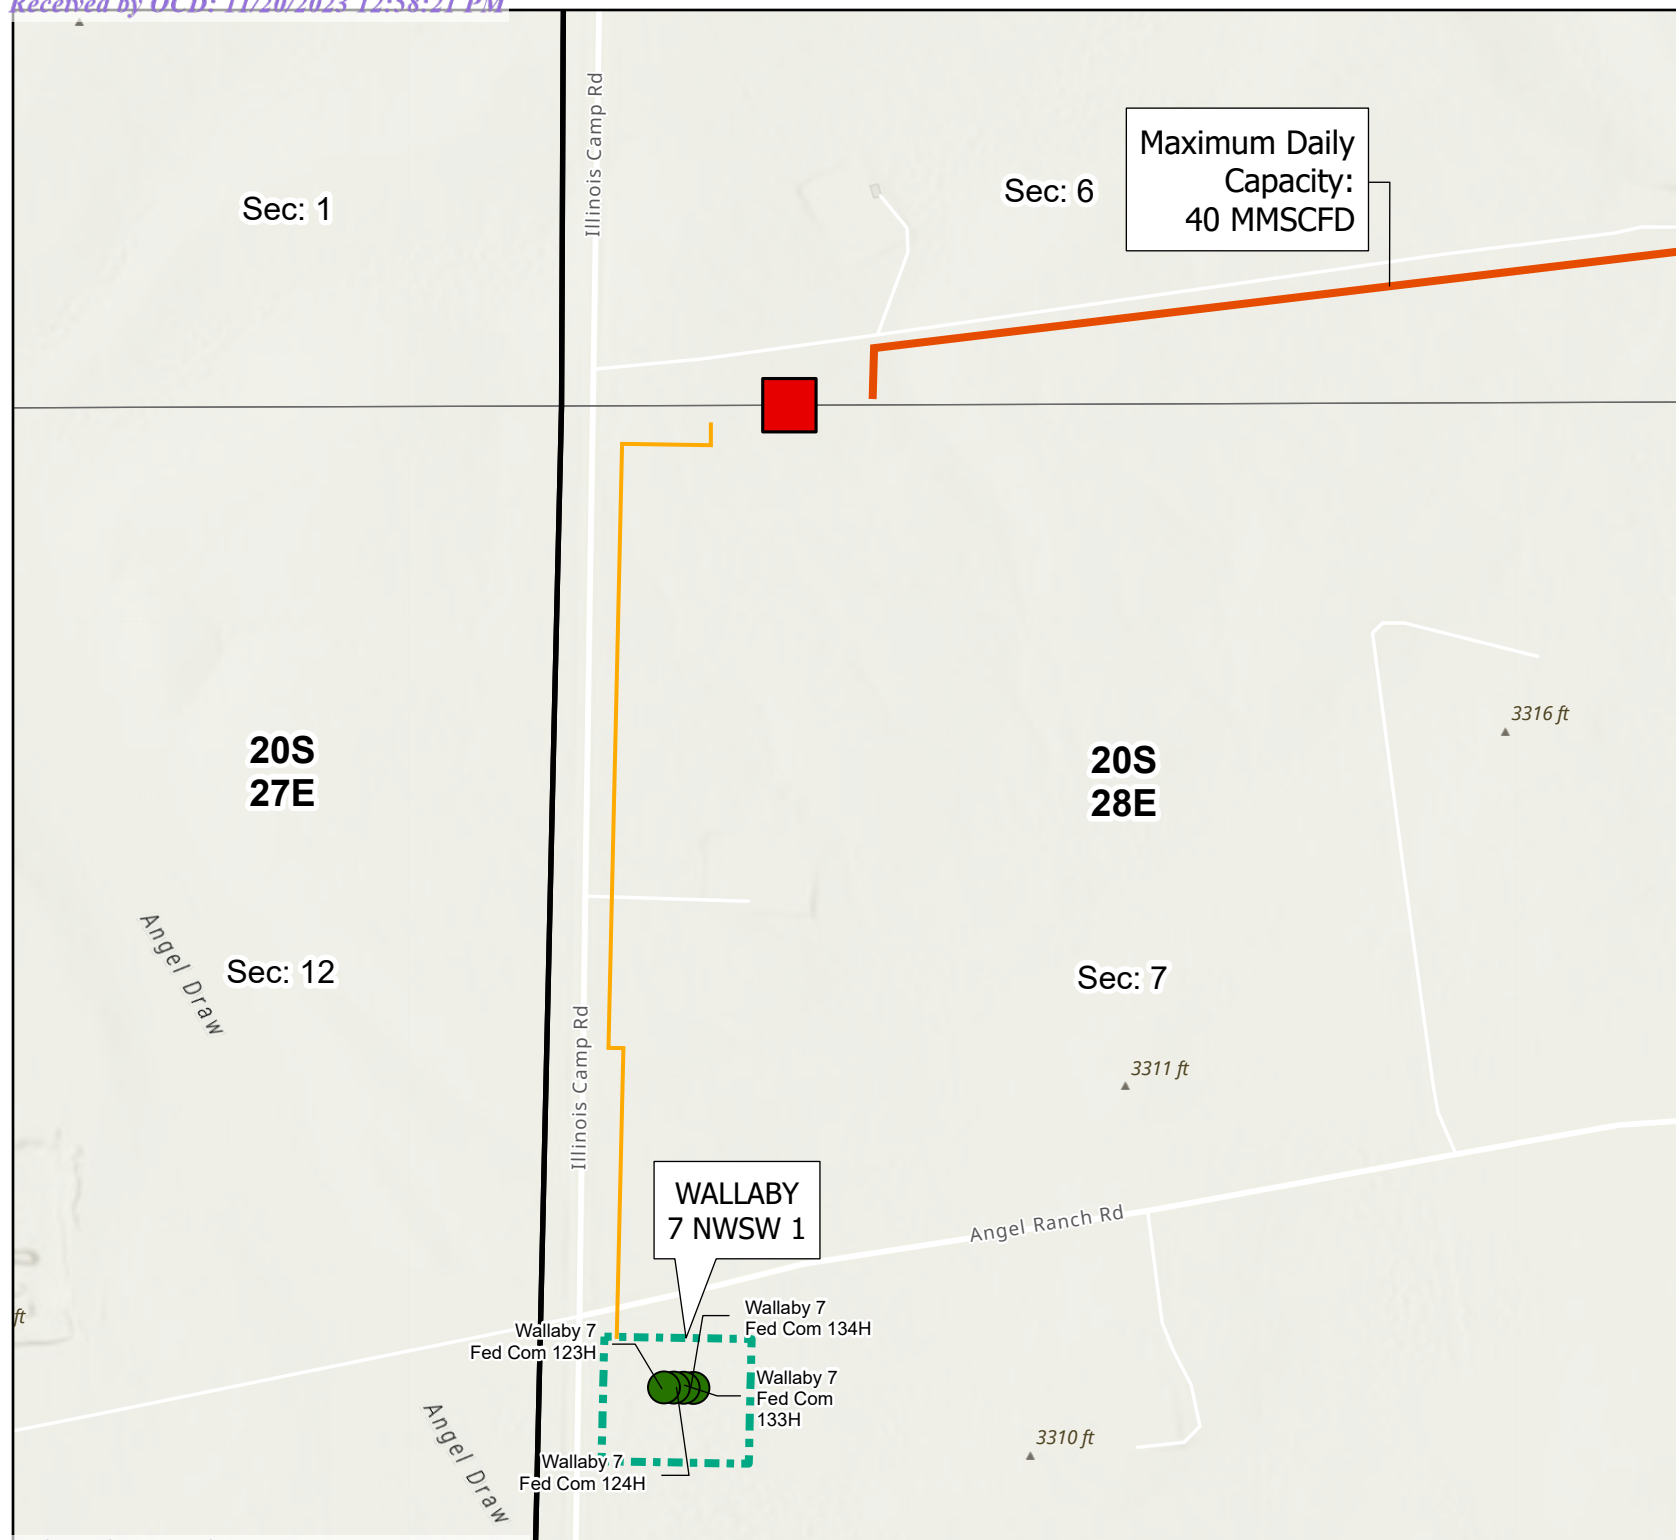 Received by OCD: 11/20/2023 12:58:21 PM
Illinois Camp Rd
Sec: 1
Sec: 6
Maximum Daily
Capacity:
40 MMSCFD
20S
27E
20S
28E
3316 ft
Angel Draw
Sec: 12
Sec: 7
Illinois Camp Rd
3311 ft
WALLABY
7 NWSW 1
Angel Ranch Rd
ft
Wallaby 7
Fed Com 123H
Wallaby 7
Fed Com 134H
Wallaby 7
Fed Com
133H
Angel Draw
Wallaby 7
Fed Com 124H
3310 ft